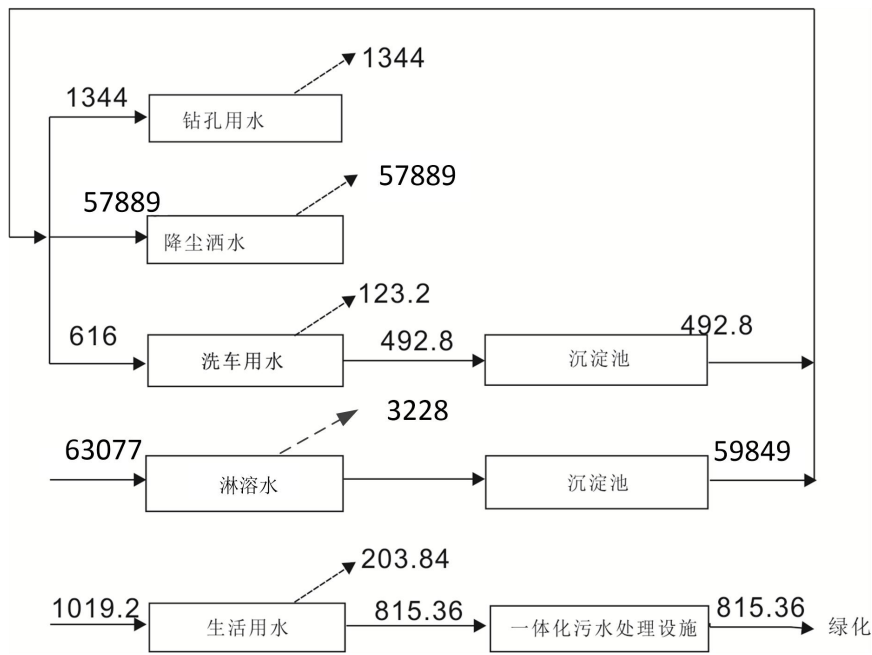 1344
1344
钻孔用水
57889
57889
降尘洒水
123.2
616
492.8
492.8
洗车用水
沉淀池
3228
63077
59849
淋溶水
沉淀池
203.84
1019.2
815.36
815.36
生活用水
一体化污水处理设施
绿化